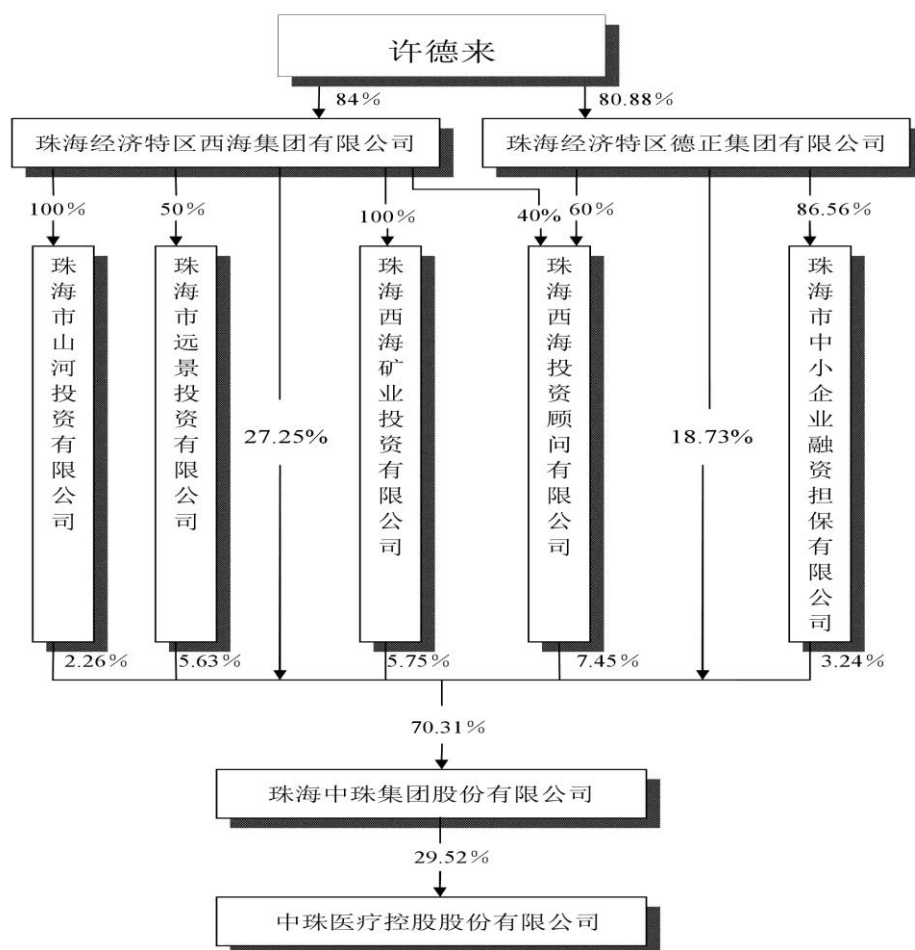 许德来
84%
80.88%
珠海经济特区西海集团有限公司
珠海经济特区德正集团有限公司
100%
50%
100%
40%
60%
86.56%
珠海市山河投资有限公司
珠海市远景投资有限公司
27.25%
珠海西海矿业投资有限公司
珠海西海投资顾问有限公司
18.73%
珠海市中小企业融资担保有限公司
2.26%
5.63%
5.75%
7.45%
3.24%
70.31%
珠海中珠集团股份有限公司
29.52%
中珠医疗控股股份有限公司